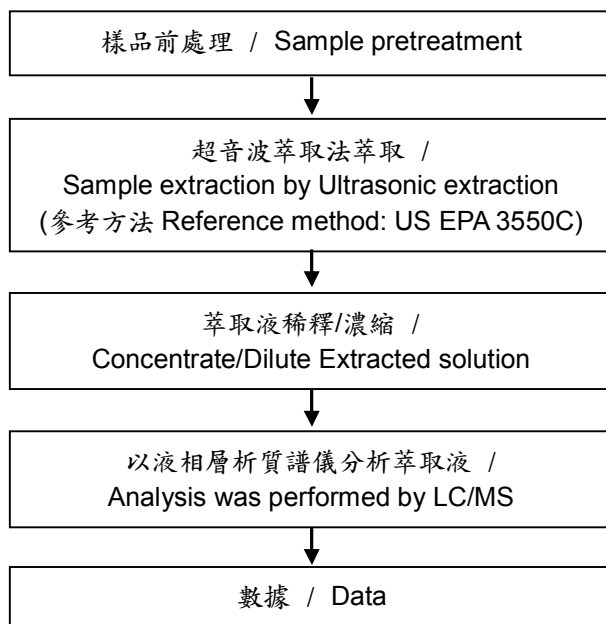 樣品前處理 / Sample pretreatment
超音波萃取法萃取 /
Sample extraction by Ultrasonic extraction
(參考方法 Reference method: US EPA 3550C)
萃取液稀釋/濃縮 /
Concentrate/Dilute Extracted solution
以液相層析質譜儀分析萃取液 /
Analysis was performed by LC/MS
數據 / Data